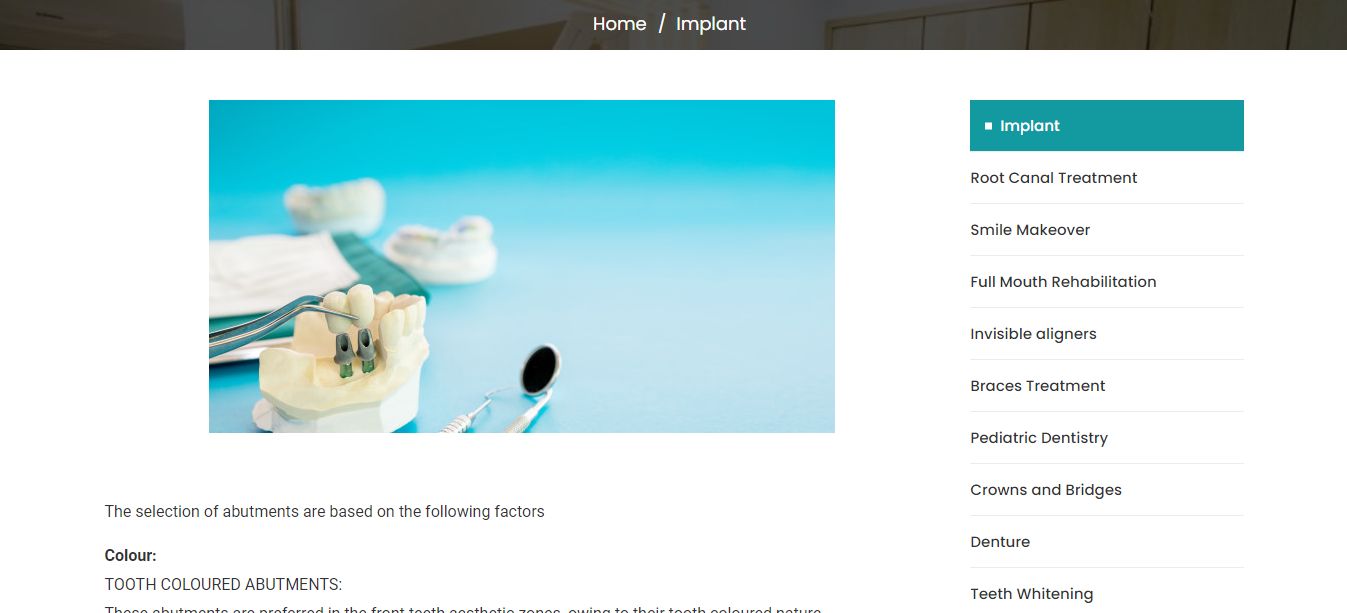 Home / Implant
The selection of abutments are based on the following factors
Colour:
TOOTH COLOURED ABUTMENTS:
These abutments are preferred in the front teeth aesthetic zones, owing to their tooth coloured nature
Implant
Root Canal Treatment
Smile Makeover
Full Mouth Rehabilitation
Invisible aligners
Braces Treatment
Pediatric Dentistry
Crowns and Bridges
Denture
Teeth Whitening